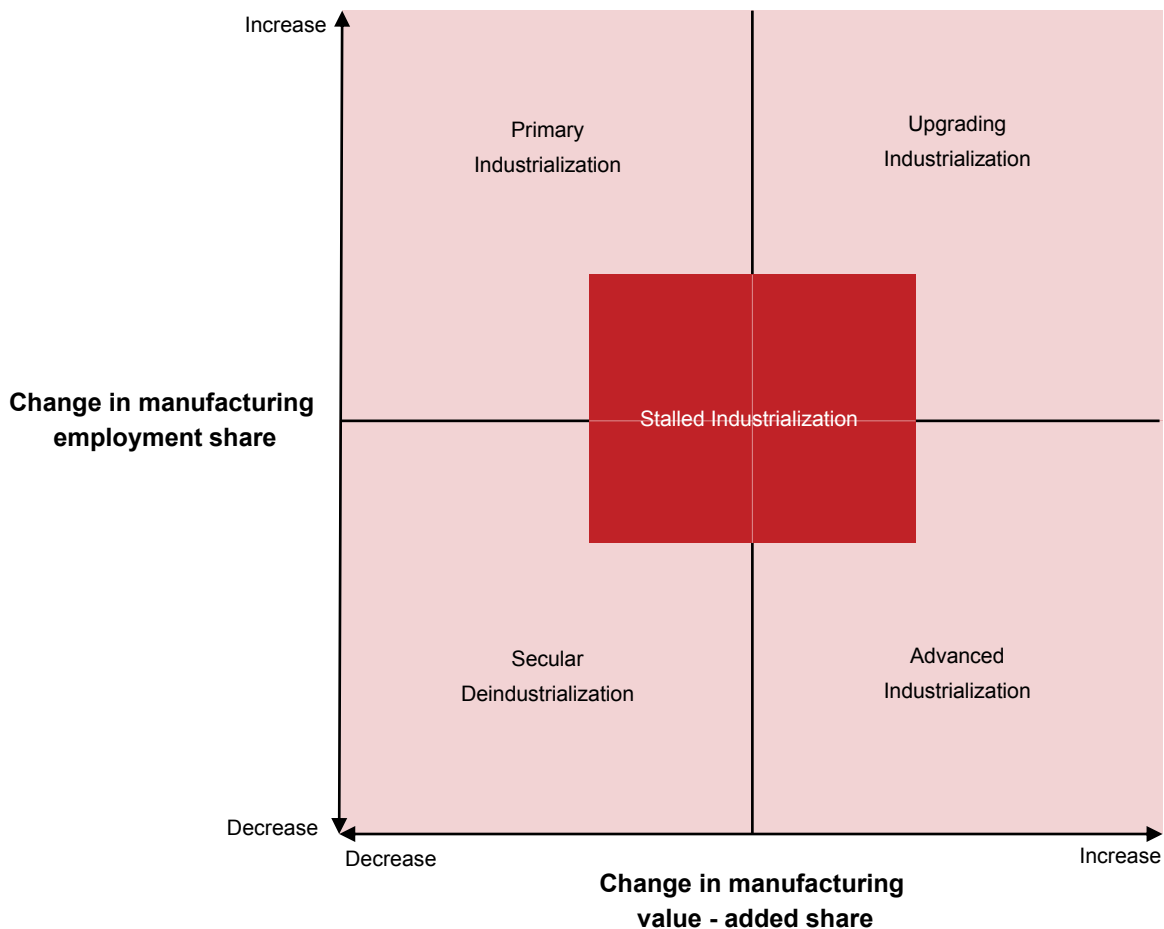 Increase
Primary
Industrialization
Upgrading
Industrialization
Change in manufacturing
employment share
Stalled Industrialization
Secular
Deindustrialization
Advanced
Industrialization
Decrease
Decrease
Increase
Change in manufacturing
value - added share